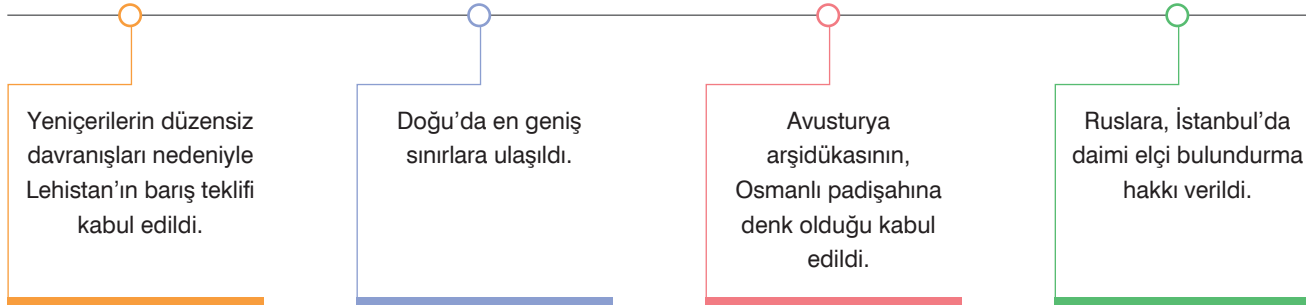 Yeniçerilerin düzensiz
davranışları nedeniyle
Lehistan’ın barış teklifi
kabul edildi.
Doğu’da en geniş
sınırlara ulaşıldı.
Avusturya
arşidükasının,
Osmanlı padişahına
denk olduğu kabul
edildi.
Ruslara, İstanbul’da
daimi elçi bulundurma
hakkı verildi.